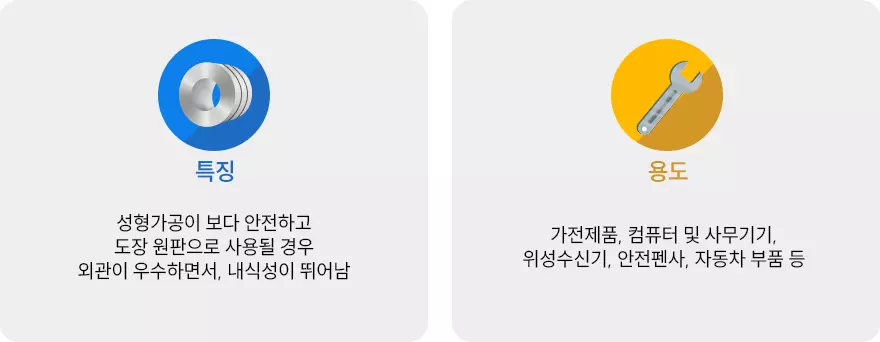 특징
성형가공이 보다 안전하고
도장 원판으로 사용될 경우
외관이 우수하면서, 내식성이 뛰어남
용도
가전제품, 컴퓨터 및 사무기기,
위성수신기, 안전펜사, 자동차 부품 등